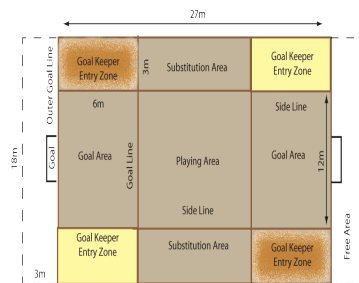 27m
Outer Goal Line
Goal Keeper
Entry Zone
3m
Substitution Area
Goal Keeper
Entry Zone
6m
Side Line
18m
Goal
Goal Area
Goal Line
Playing Area
Goal Area
12m
Side Line
Free Area
Goal Keeper
Entry Zone
Substitution Area
Goal Keeper
Entry Zone
3m